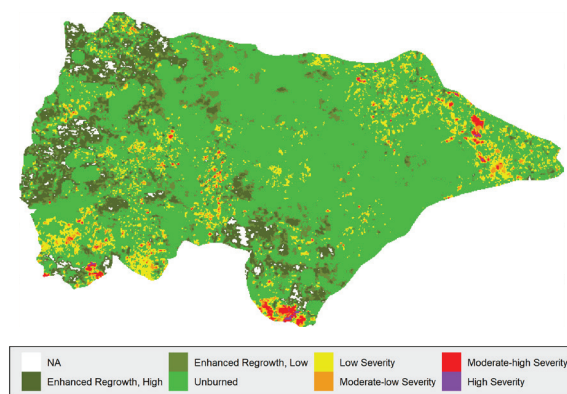 NA
Enhanced Regrowth, Low
Low Severity
Moderate-high Severity
Enhanced Regrowth, High
Unburned
Moderate-low Severity
High Severity